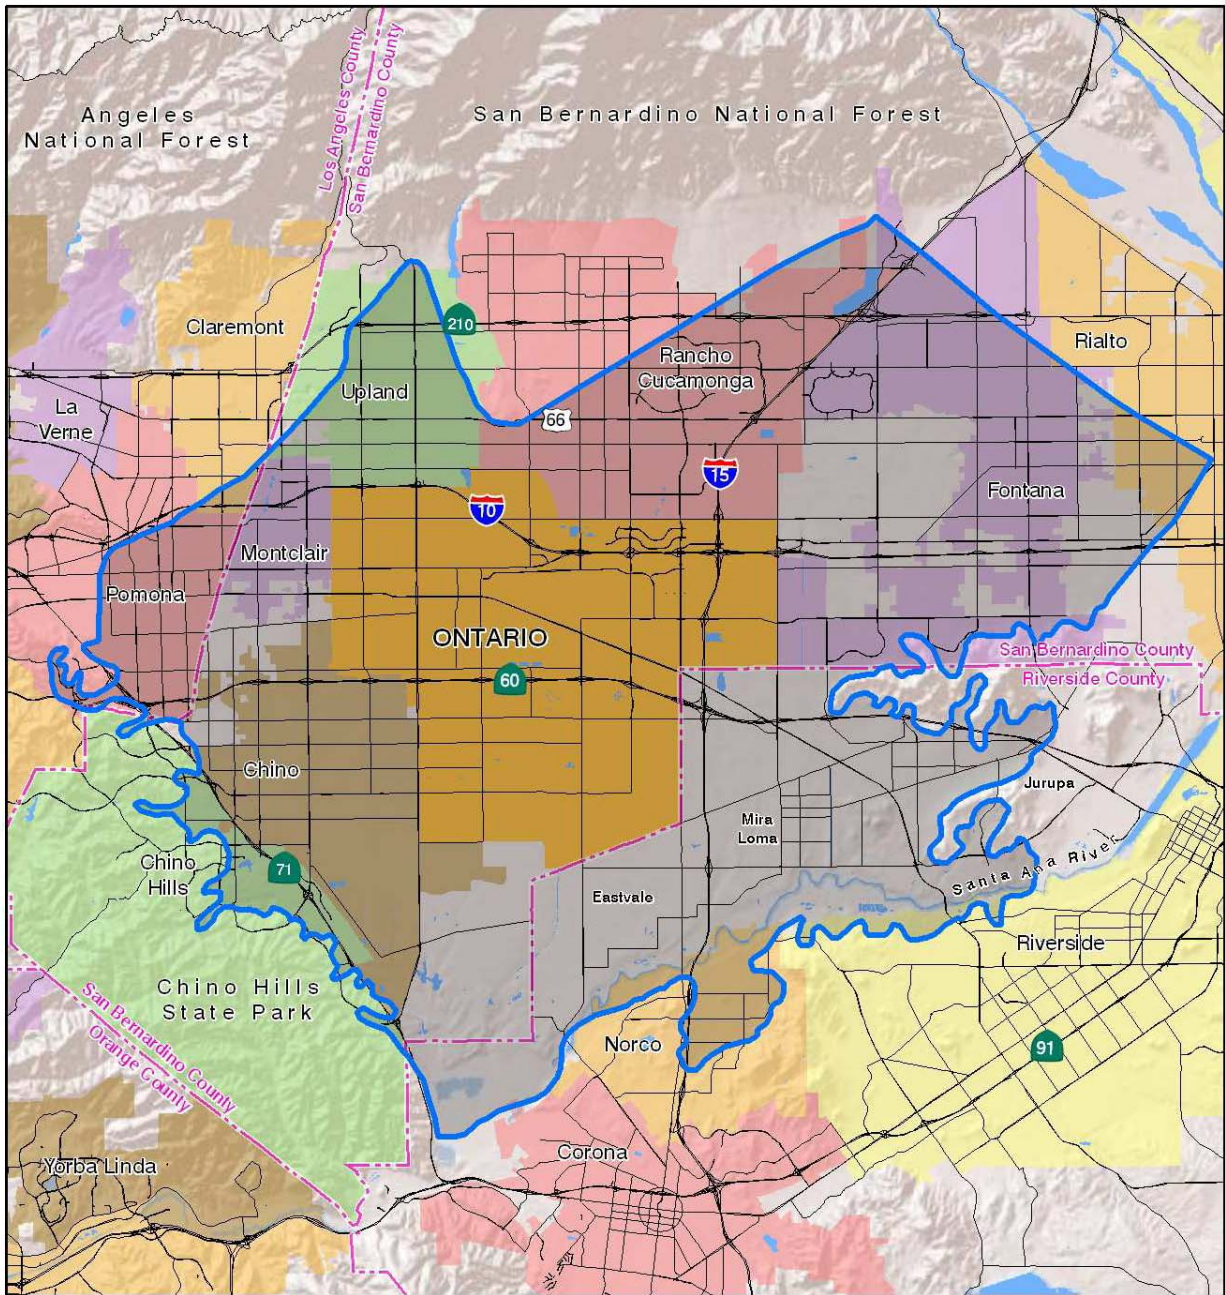 Angeles
National Forest
San Bernardino National Forest
Los Angeles County
San Bernardino County
Claremont
210
Rialto
Rancho
Cucamonga
Upland
La
Verne
66
15
10
Fontana
Montclair
Pomona
ONTARIO
60
San Bernardino County
Riverside County
Chino
Jurupa
Mira
Loma
Chino
Hills
71
Santa Ana River
Eastvale
Riverside
Chino Hills
State Park
San Bernardino County
Orange County
Norco
91
Corona
Yorba Linda